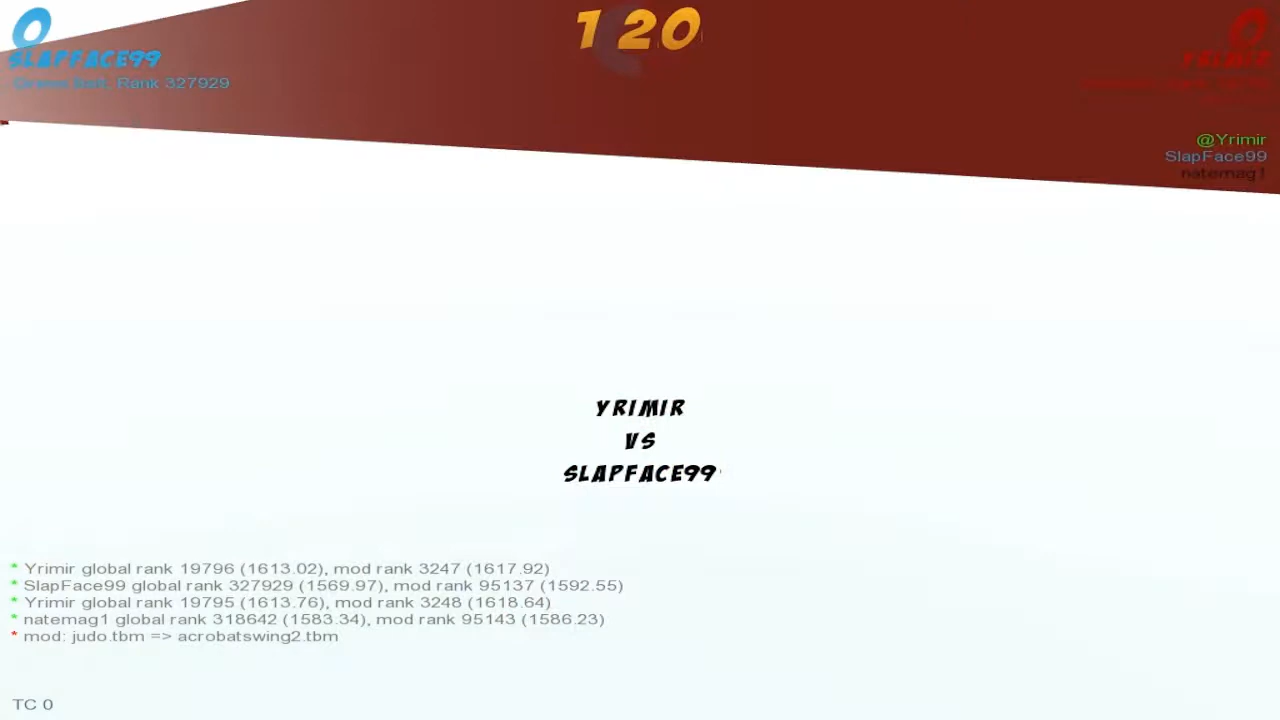 0
120
0
SLAPFACE99
YRIMIR
Rank 327929
@Yrimir
SlapFace99
natemag1
YRIMIR
VS
SLAPFACE99
* Yrimir global rank 19796 (1613.02), mod rank 3247 (1617.92)
* SlapFace99 global rank 327929 (1569.97), mod rank 95137 (1592.55)
* Yrimir global rank 19795 (1613.76), mod rank 3248 (1618.64)
* natemag1 global rank 318642 (1583.34), mod rank 95143 (1586.23)
* mod: judo.tbm => acrobatswing2.tbm
TC 0